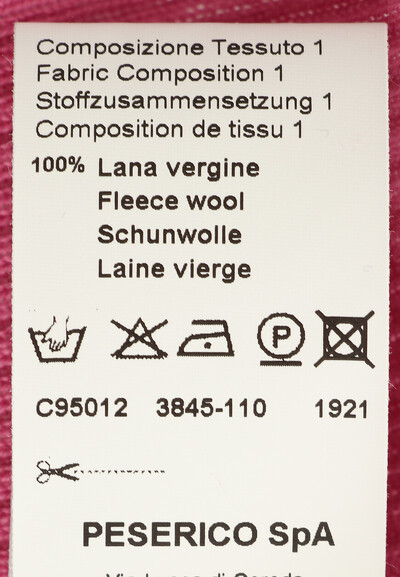 Composizione Tessuto 1
Fabric Composition 1
Stoffzusammensetzung 1
Composition de tissu 1
100% Lana vergine
Fleece wool
Schunwolle
Laine vierge
P
C95012 3845-110 1921
PESERICO SpA